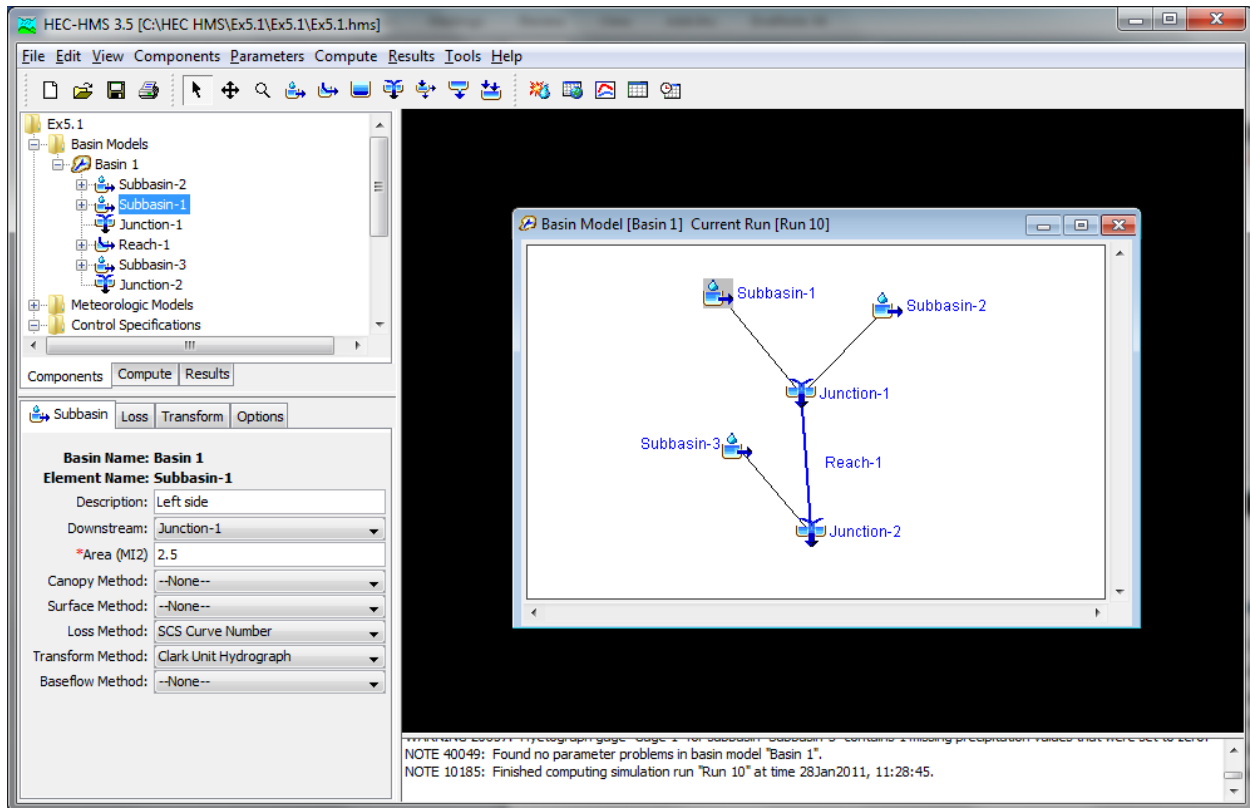 HEC-HMS 3.5 [C:\HEC HMS\Ex5.1\Ex5.1\Ex5.1.hms]
File Edit View Components Parameters Compute Results Tools Help
Ex5.1
Basin Models
Basin 1
Subbasin-2
Subbasin-1
Junction-1
Reach-1
Subbasin-3
Junction-2
Meteorologic Models
Control Specifications
Components Compute Results
Subbasin Loss Transform Options
Basin Name: Basin 1
Element Name: Subbasin-1
Description: Left side
Downstream: Junction-1
*Area (MI2) 2.5
Canopy Method: --None--
Surface Method: --None--
Loss Method: SCS Curve Number
Transform Method: Clark Unit Hydrograph
Baseflow Method: --None--
Basin Model [Basin 1] Current Run [Run 10]
Subbasin-1
Subbasin-2
Junction-1
Subbasin-3
Reach-1
Junction-2
NOTE 40049: Found no parameter problems in basin model "Basin 1".
NOTE 10185: Finished computing simulation run "Run 10" at time 28Jan2011, 11:28:45.